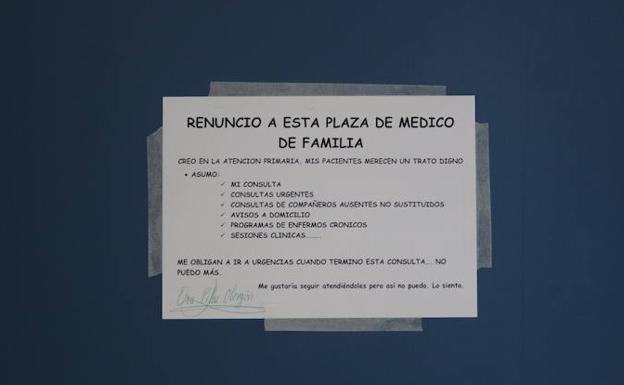 RENUNCIO A ESTA PLAZA DE MEDICO
DE FAMILIA
CREO EN LA ATENCION PRIMARIA, MIS PACIENTES MERECEN UN TRATO DIGNO
• ASUMO:
✓ MI CONSULTA
✓ CONSULTAS URGENTES
✓ CONSULTAS DE COMPAÑEROS AUSENTES NO SUSTITUIDOS
✓ AVISOS A DOMICILIO
✓ PROGRAMAS DE ENFERMOS CRONICOS
✓ SESIONES CLINICAS........
ME OBLIGAN A IR A URGENCIAS CUANDO TERMINO ESTA CONSULTA.... NO
PUEDO MÁS.
Me gustaría seguir atendiéndoles pero así no puedo. Lo siento.
Dra.